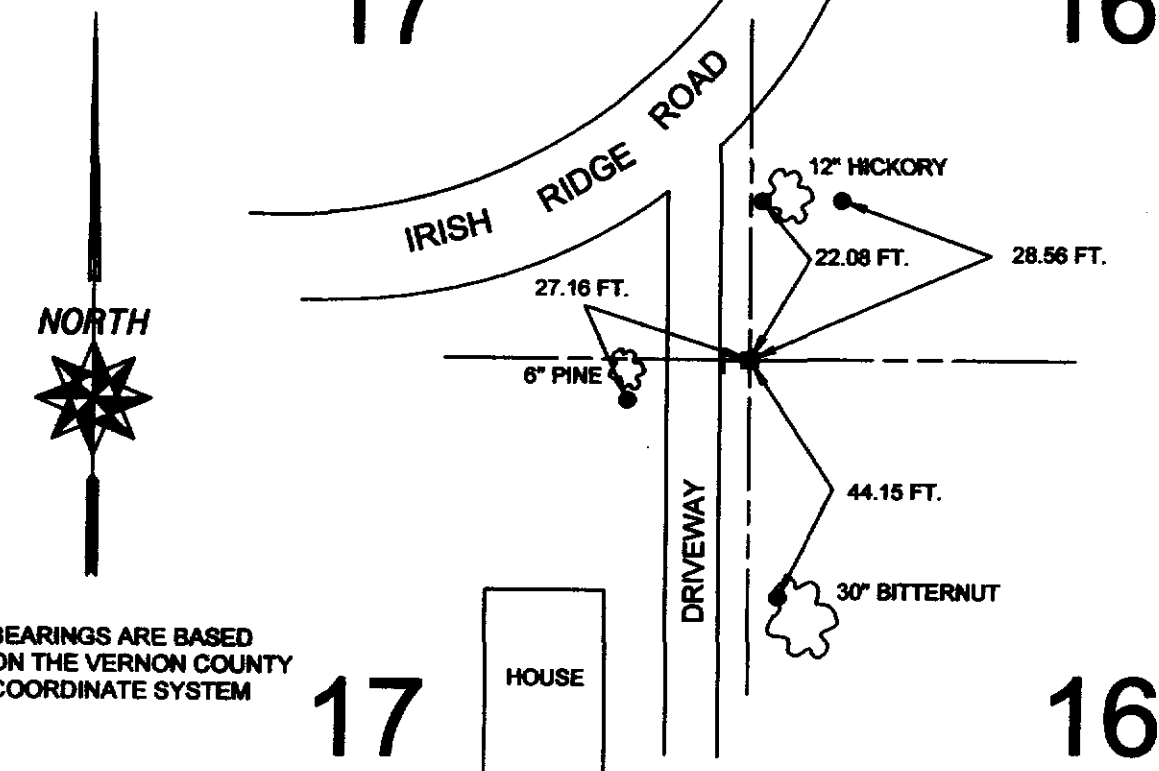 17
16
IRISH RIDGE ROAD
12" HICKORY
22.08 FT.
28.56 FT.
27.16 FT.
NORTH
6" PINE
44.15 FT.
DRIVEWAY
30" BITTERNUT
BEARINGS ARE BASED
ON THE VERNON COUNTY
COORDINATE SYSTEM
HOUSE
17
16